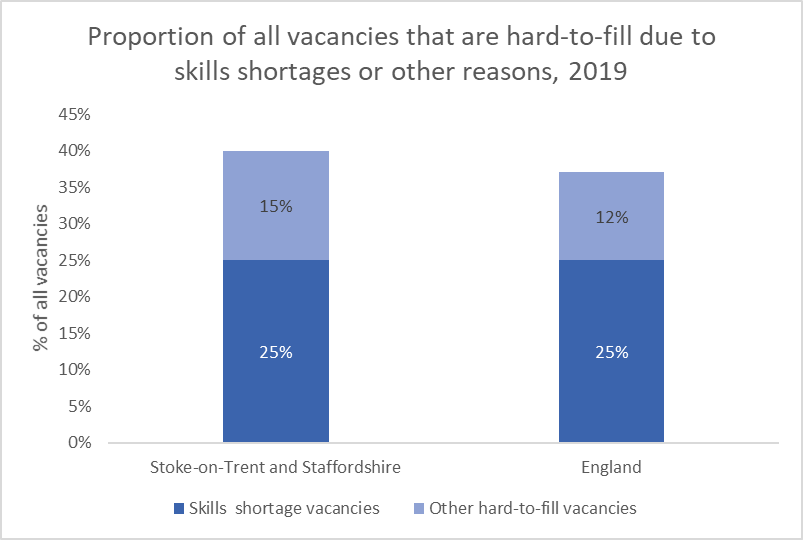 Proportion of all vacancies that are hard-to-fill due to
skills shortages or other reasons, 2019
% of all vacancies
45%
40%
35%
30%
25%
20%
15%
10%
5%
0%
15%
25%
12%
25%
Stoke-on-Trent and Staffordshire
England
Skills  shortage vacancies
Other hard-to-fill vacancies